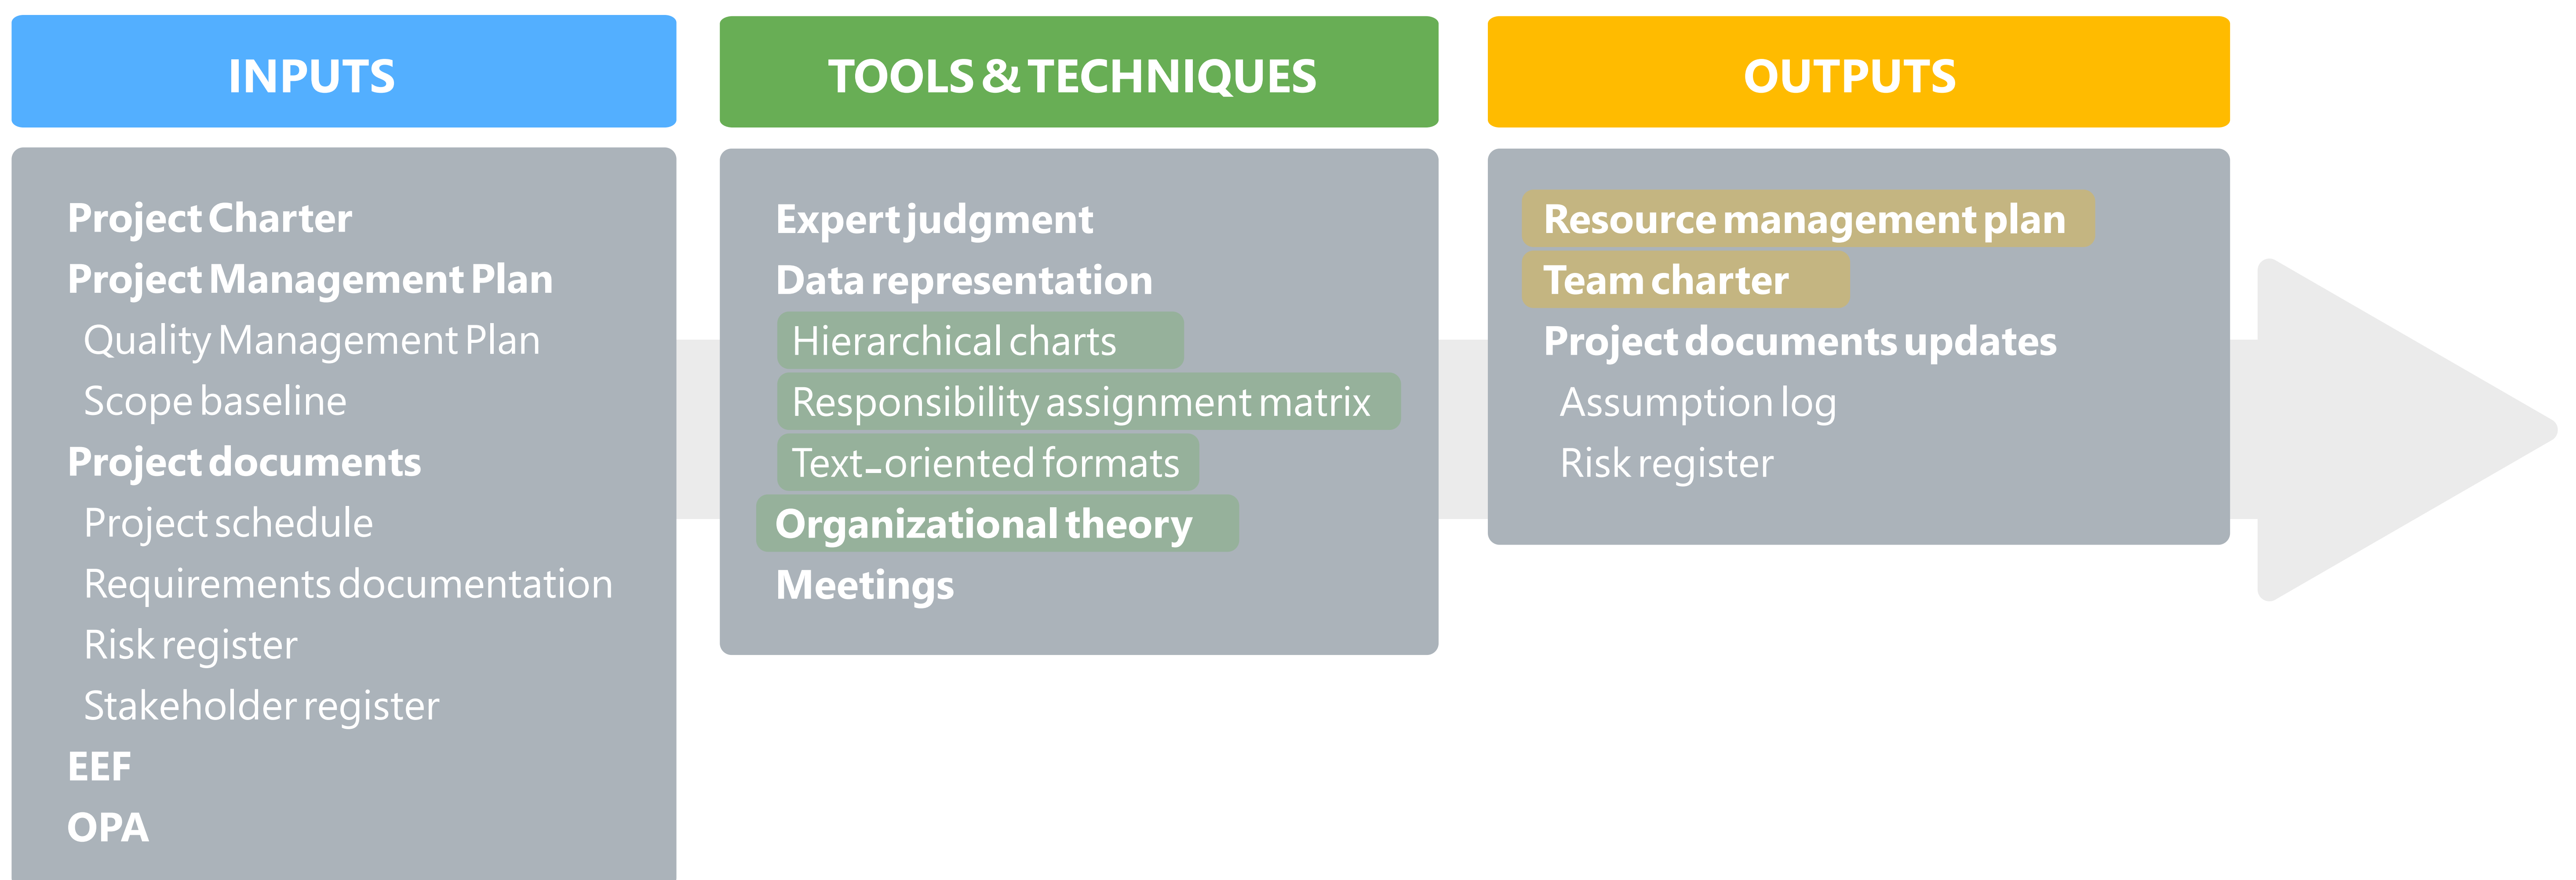 INPUTS
Project Charter
Project Management Plan
Quality Management Plan
Scope baseline
Project documents
Project schedule
Requirements documentation
Risk register
Stakeholder register
EEF
OPA
TOOLS & TECHNIQUES
Expert judgment
Data representation
Hierarchical charts
Responsibility assignment matrix
Text-oriented formats
Organizational theory
Meetings
OUTPUTS
Resource management plan
Team charter
Project documents updates
Assumption log
Risk register